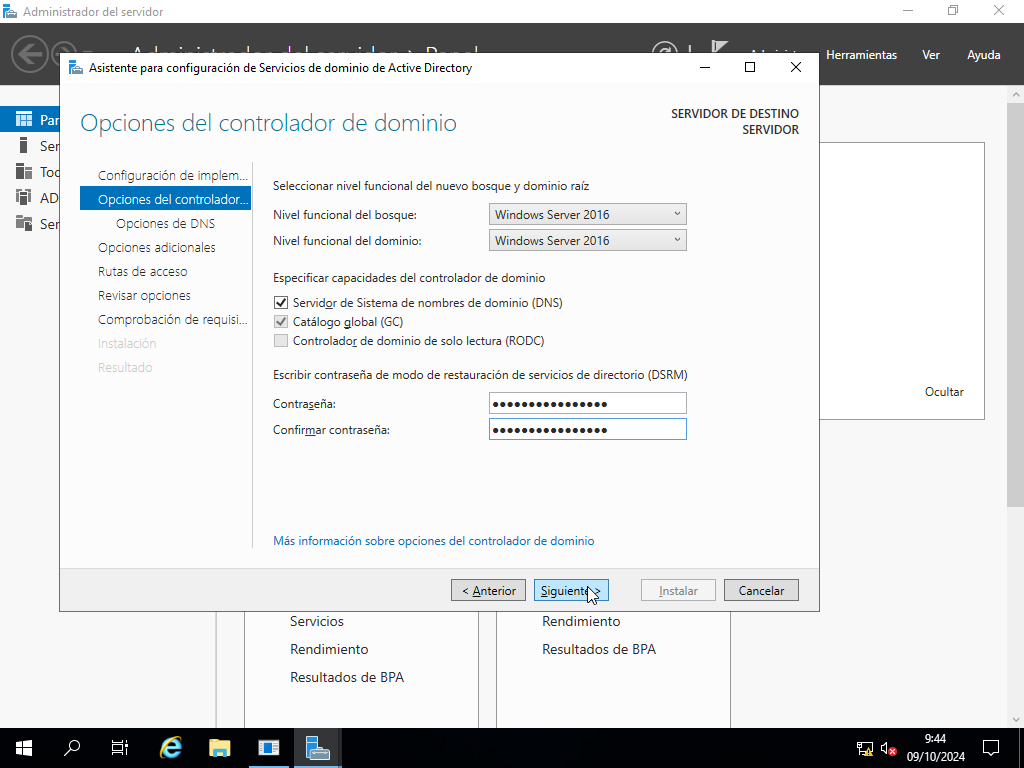 Administrador del servidor
Administrador del servidor › Panel
Herramientas
Ver
Ayuda
Asistente para configuración de Servicios de dominio de Active Directory
Opciones del controlador de dominio
SERVIDOR DE DESTINO
SERVIDOR
Configuración de implem...
Opciones del controlador...
Opciones de DNS
Opciones adicionales
Rutas de acceso
Revisar opciones
Comprobación de requisi...
Instalación
Resultado
Seleccionar nivel funcional del nuevo bosque y dominio raíz
Nivel funcional del bosque:
Windows Server 2016
Nivel funcional del dominio:
Windows Server 2016
Especificar capacidades del controlador de dominio
Servidor de Sistema de nombres de dominio (DNS)
Catálogo global (GC)
Controlador de dominio de solo lectura (RODC)
Escribir contraseña de modo de restauración de servicios de directorio (DSRM)
Contraseña:
●●●●●●●●●●●●●●●●
Confirmar contraseña:
●●●●●●●●●●●●●●●●
Más información sobre opciones del controlador de dominio
< Anterior
Siguiente >
Instalar
Cancelar
Ocultar
Servicios
Rendimiento
Resultados de BPA
Rendimiento
Resultados de BPA
9:44
09/10/2024